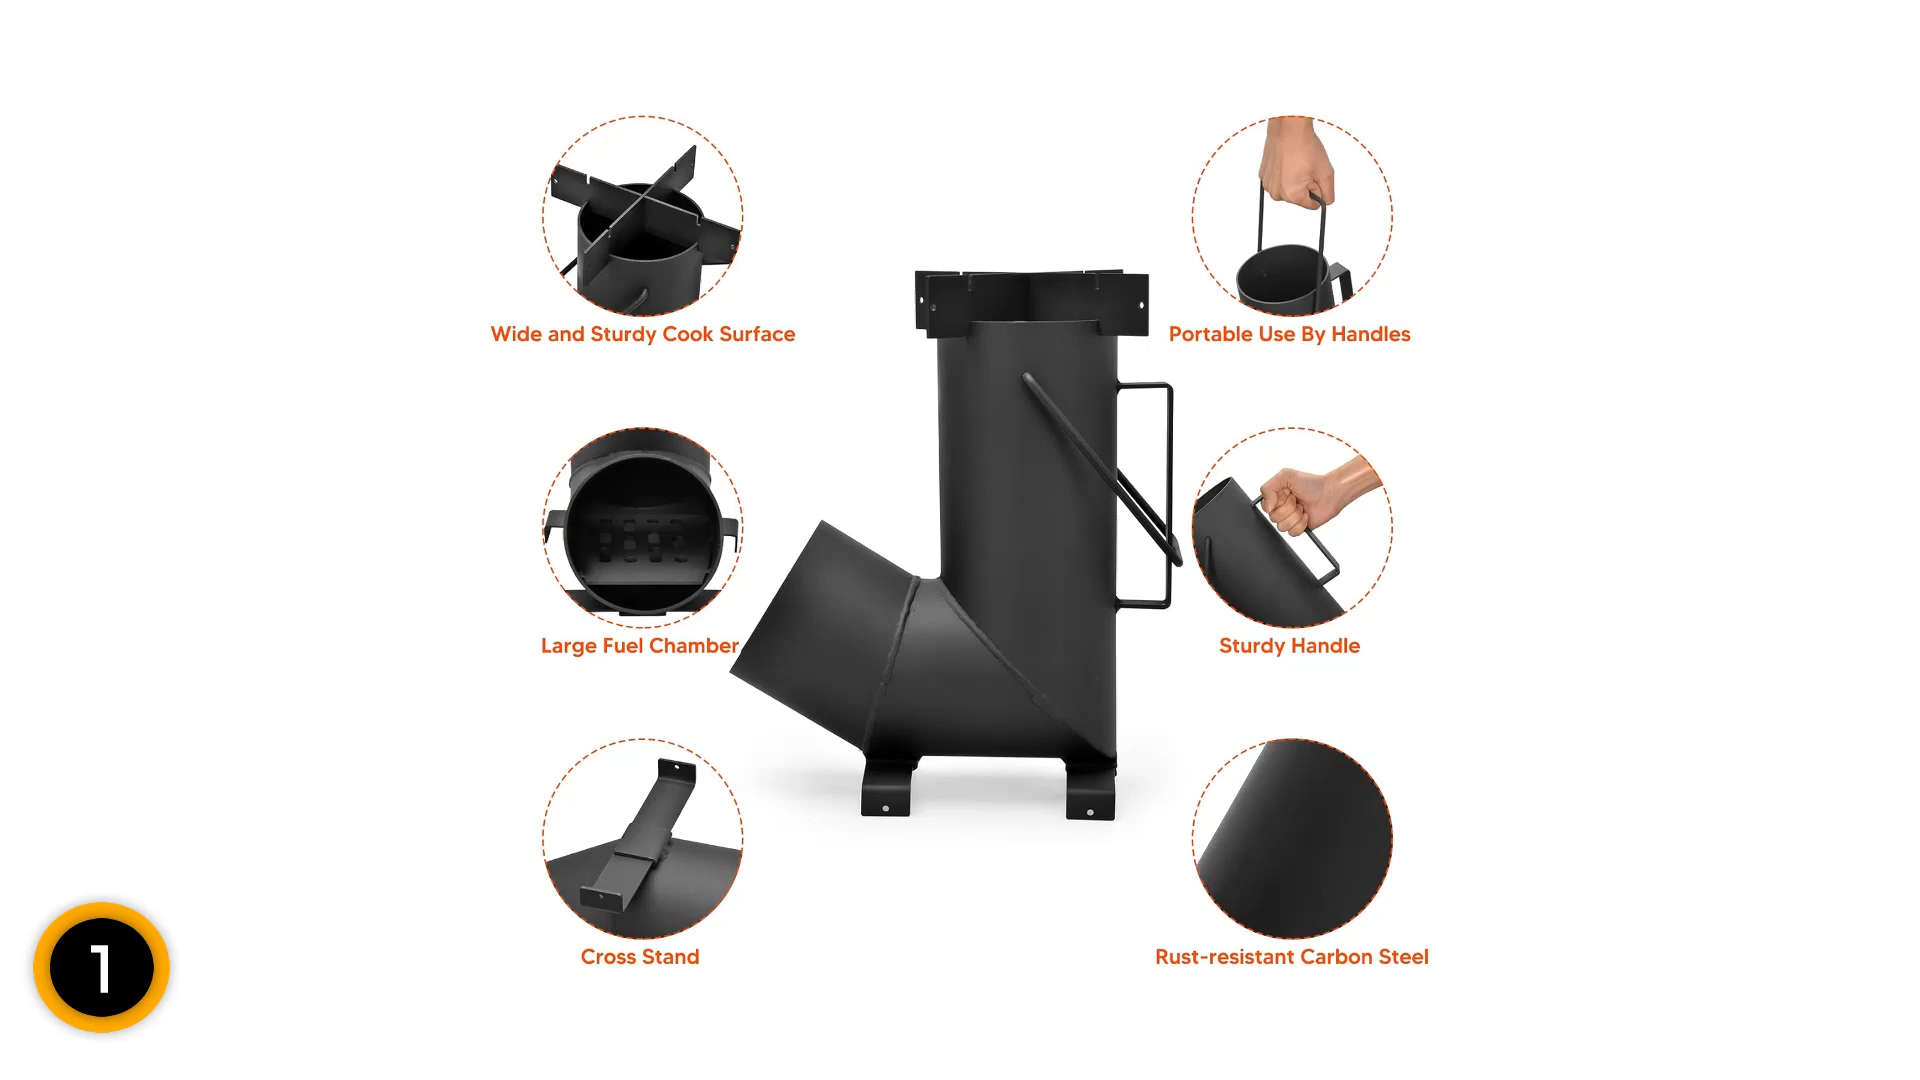 Wide and Sturdy Cook Surface
Portable Use By Handles
Large Fuel Chamber
Sturdy Handle
Cross Stand
Rust-resistant Carbon Steel
1